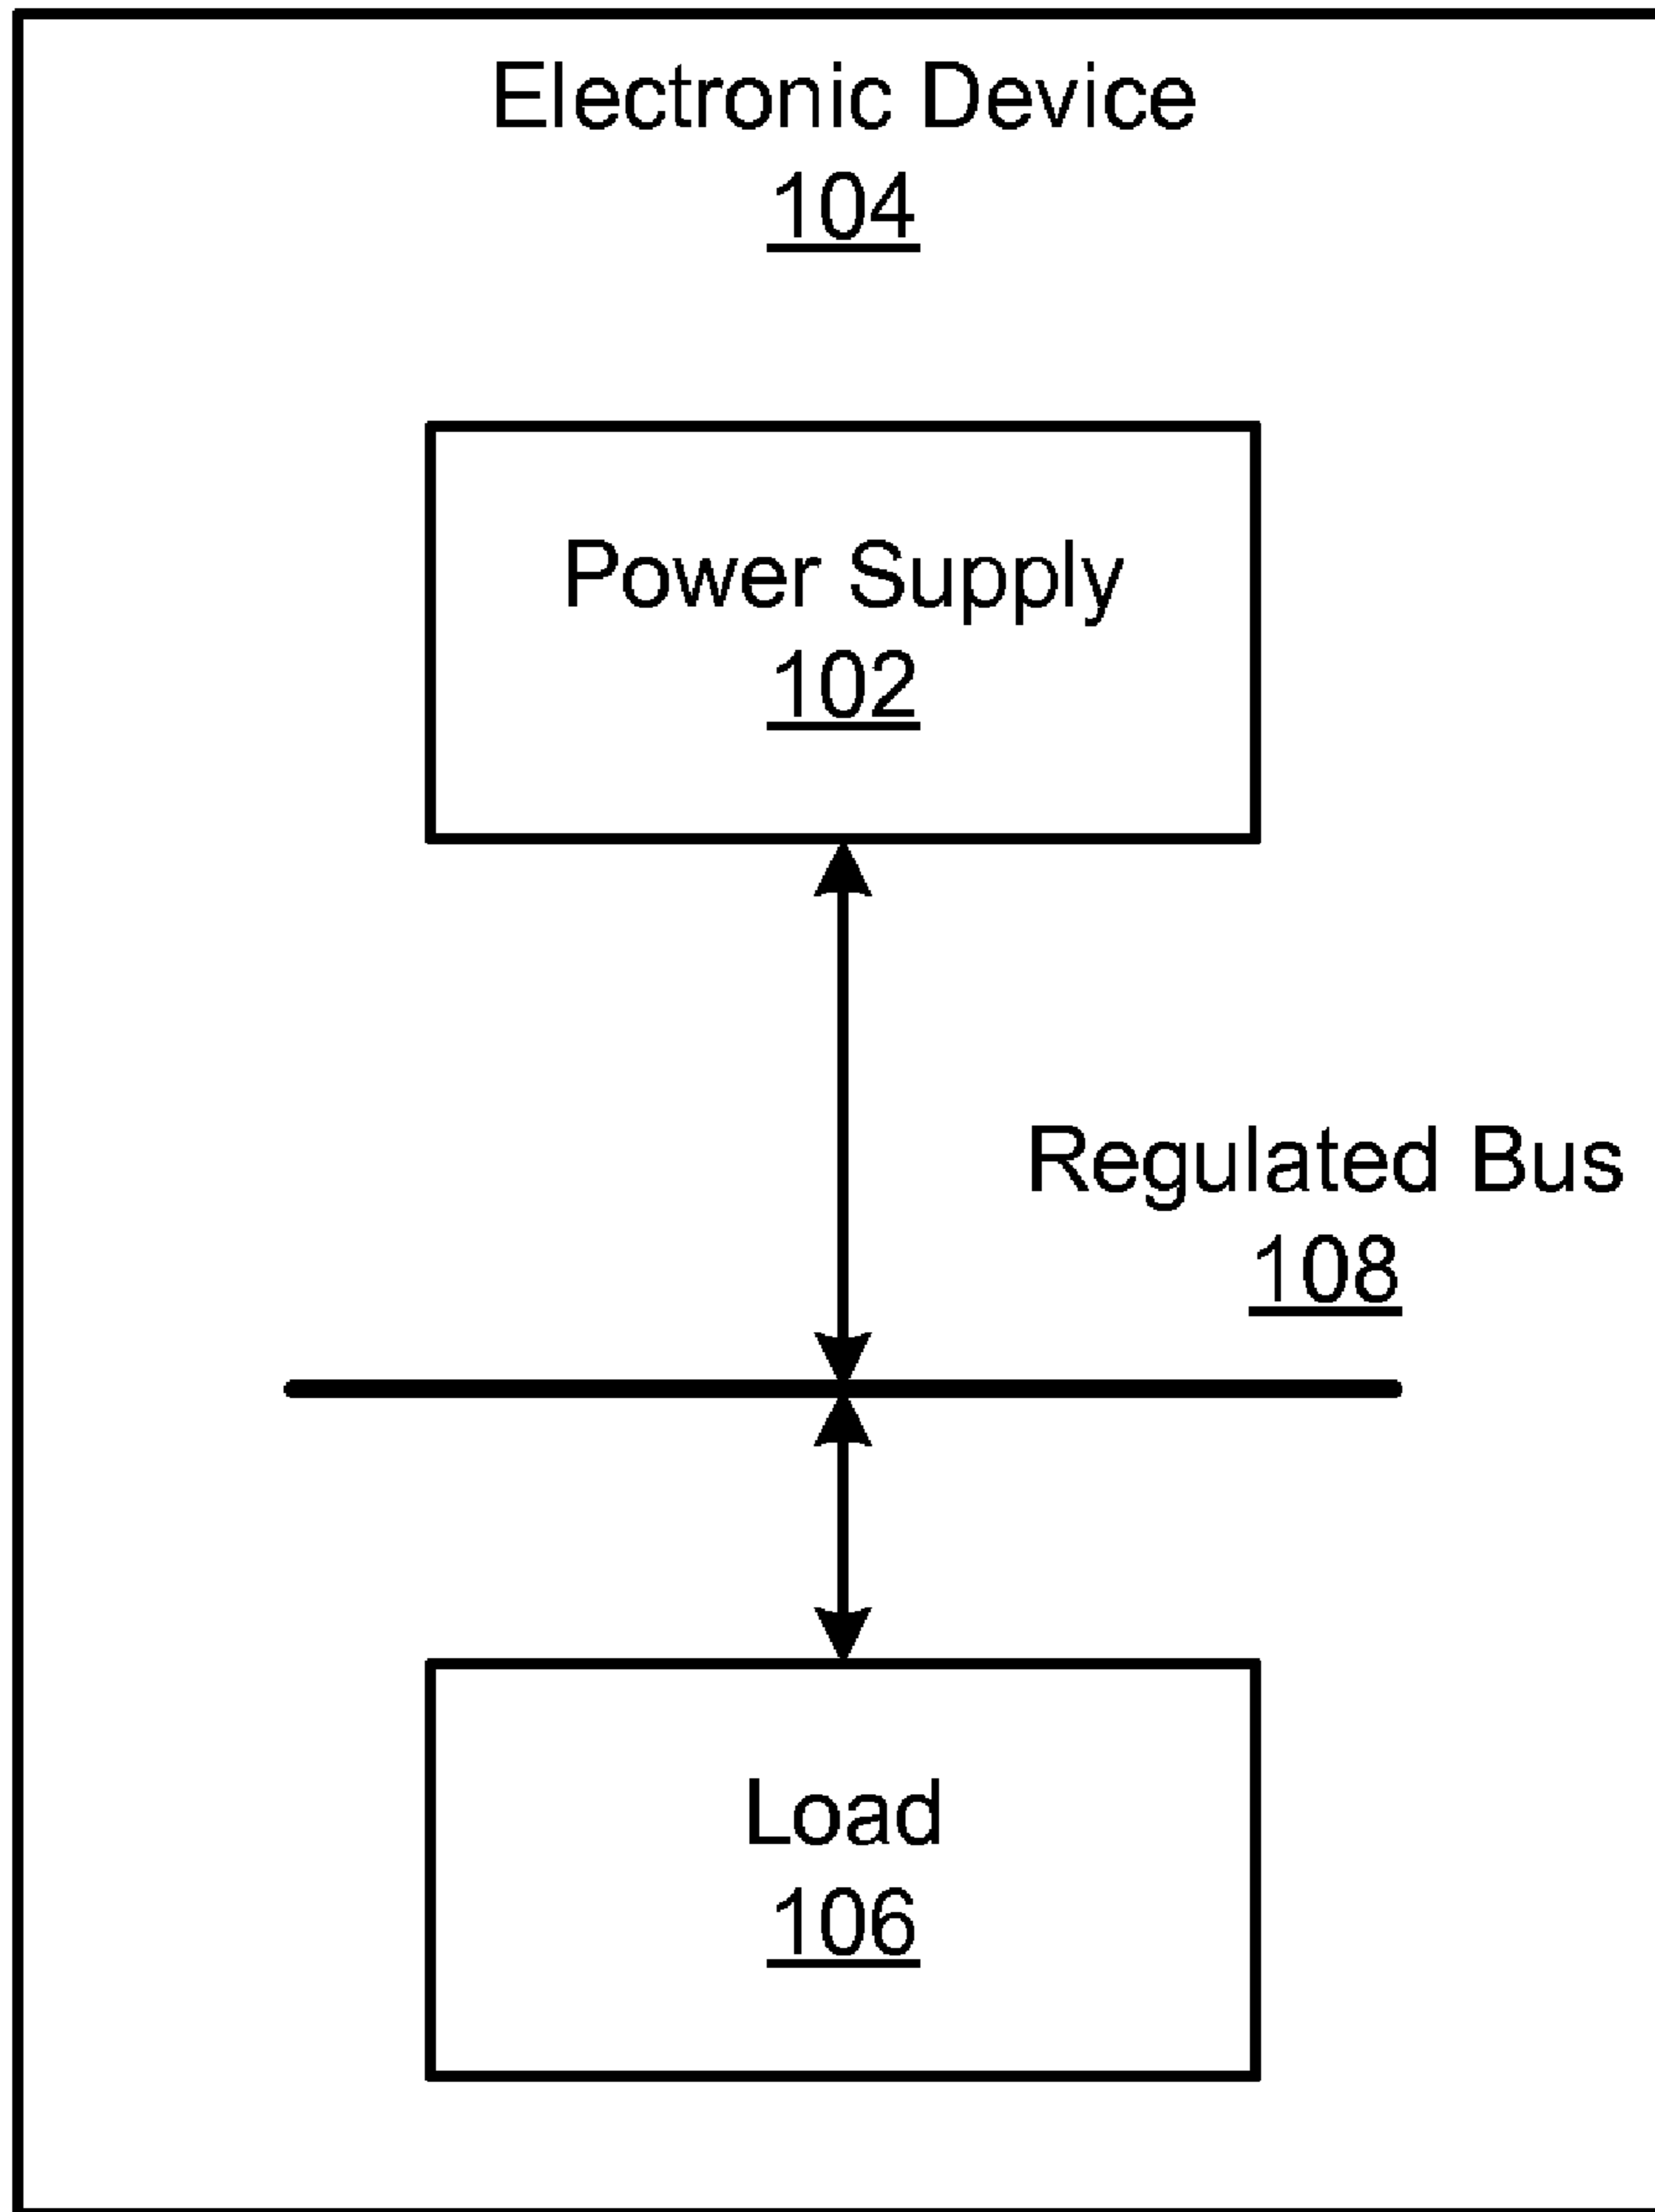 Electronic Device
104
Power Supply
102
Regulated Bus
108
Load
106